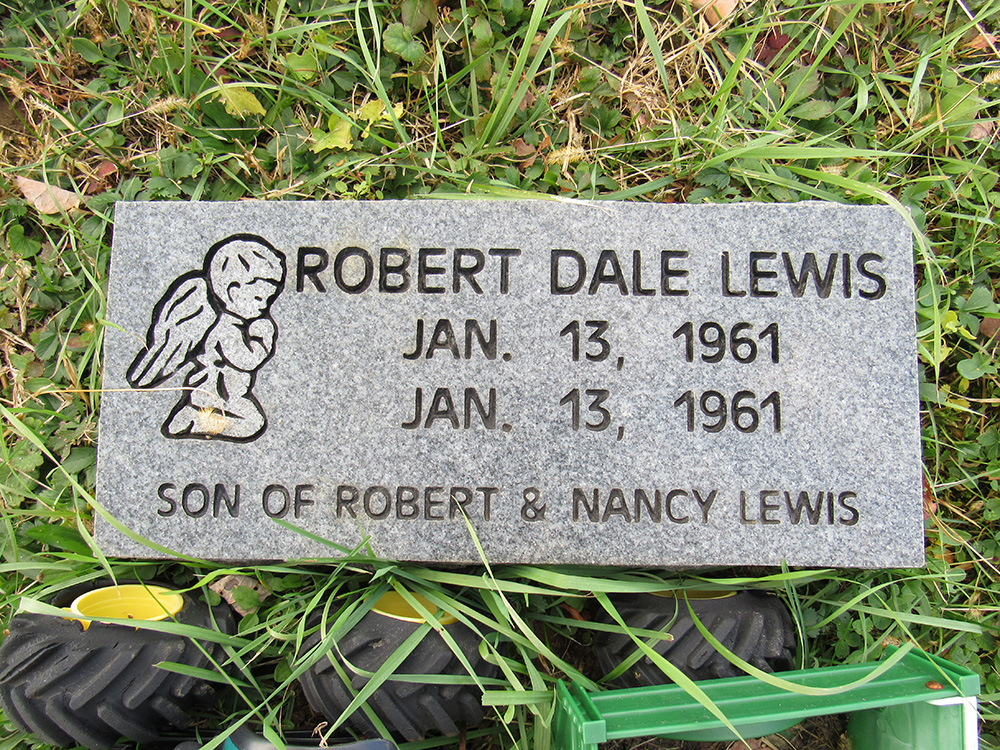 ROBERT DALE LEWIS
JAN. 13, 1961
JAN. 13, 1961
SON OF ROBERT & NANCY LEWIS